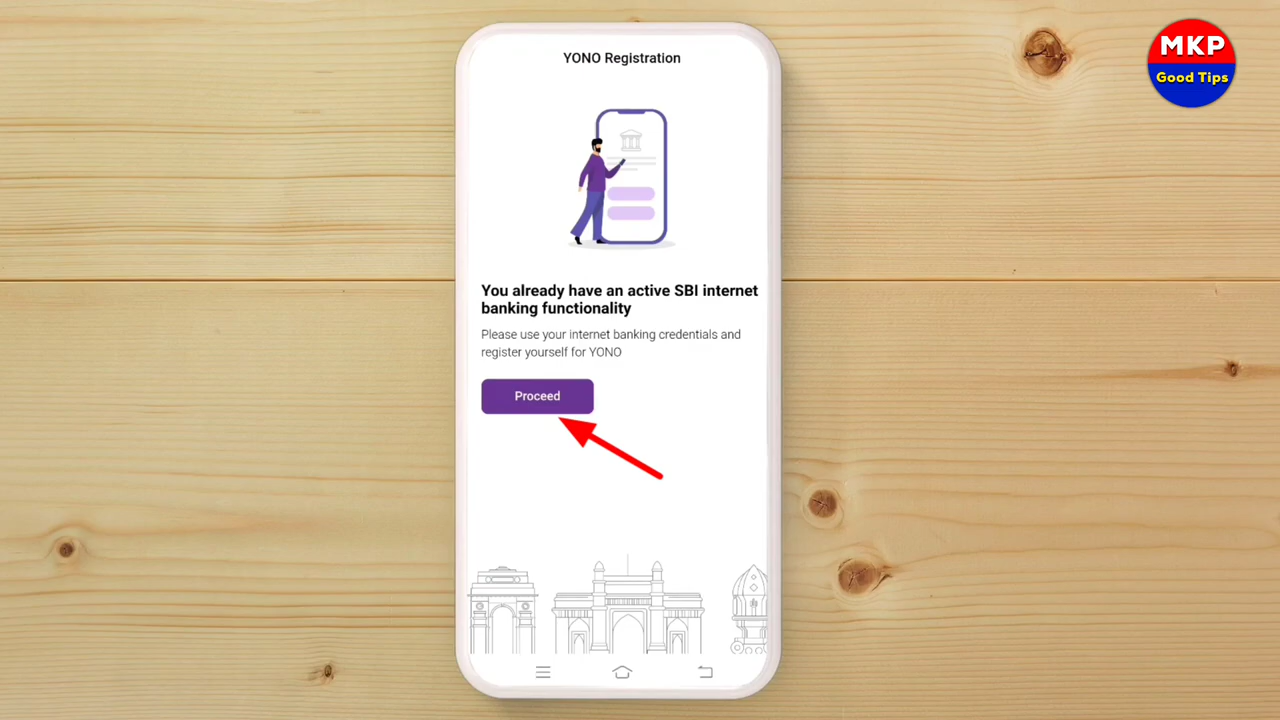 YONO Registration
MKP
Good Tips
You already have an active SBI internet
banking functionality
Please use your internet banking credentials and
register yourself for YONO
Proceed